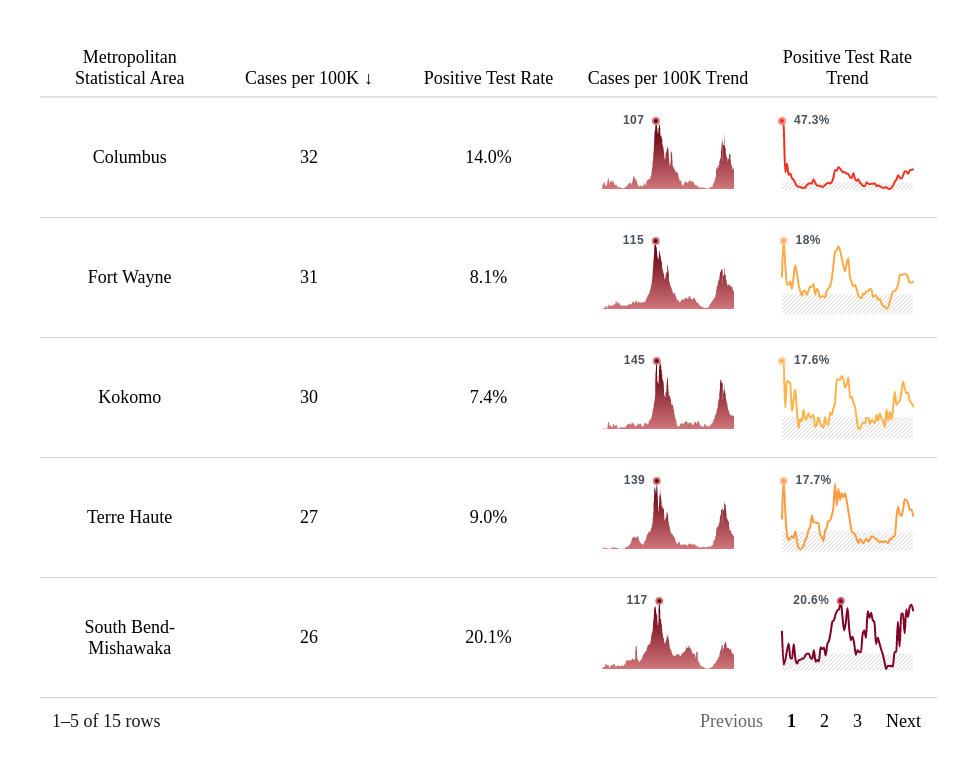 Metropolitan
Statistical Area
Cases per 100K ↓
Positive Test Rate
Cases per 100K Trend
Positive Test Rate
Trend
Columbus 32 14.0% 107 47.3%
Fort Wayne 31 8.1% 115 18%
Kokomo 30 7.4% 145 17.6%
Terre Haute 27 9.0% 139 17.7%
South Bend-
Mishawaka
26 20.1% 117 20.6%
1–5 of 15 rows
Previous 1 2 3 Next